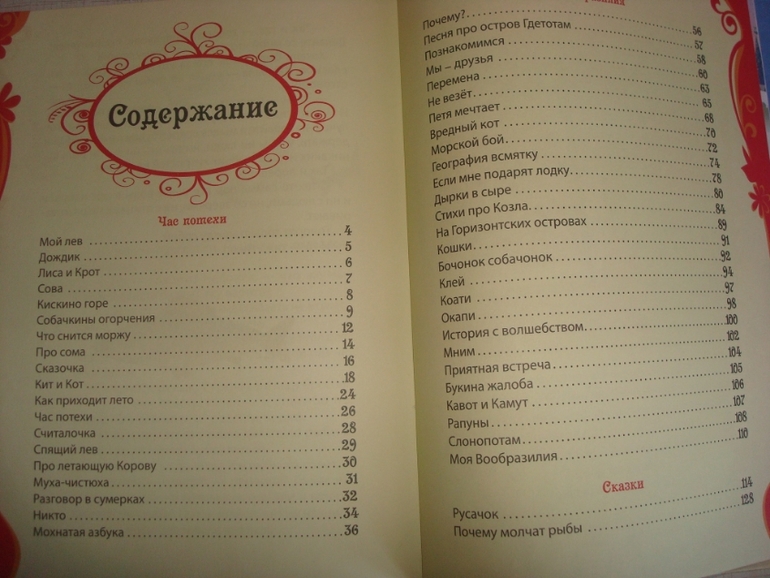 Содержание
Час потехи
Мой лев ........ 4
Дождик ........ 5
Лиса и Крот ........ 6
Сова ........ 7
Кискино горе ........ 8
Собачкины огорчения ........ 9
Что снится моржу ........ 12
Про сома ........ 14
Сказочка ........ 16
Кит и Кот ........ 18
Как приходит лето ........ 24
Час потехи ........ 26
Считалочка ........ 28
Спящий лев ........ 29
Про летающую Корову ........ 30
Муха-чистюха ........ 31
Разговор в сумерках ........ 32
Никто ........ 34
Мохнатая азбука ........ 36
Почему? ........ 56
Песня про остров Гдетотам ........ 57
Познакомимся ........ 58
Мы – друзья ........ 60
Перемена ........ 63
Не везёт ........ 65
Петя мечтает ........ 68
Вредный кот ........ 70
Морской бой ........ 72
География всмятку ........ 74
Если мне подарят лодку ........ 78
Дырки в сыре ........ 80
Стихи про Козла ........ 84
На Горизонтских островах ........ 89
Кошки ........ 91
Бочонок собачонок ........ 92
Клей ........ 94
Коати ........ 97
Окапи ........ 98
История с волшебством ........ 100
Мним ........ 102
Приятная встреча ........ 104
Букина жалоба ........ 105
Кавот и Камут ........ 106
Рапуны ........ 107
Слонопотам ........ 108
Моя Вообразилия ........ 110
Сказки
Русачок ........ 114
Почему молчат рыбы ........ 128